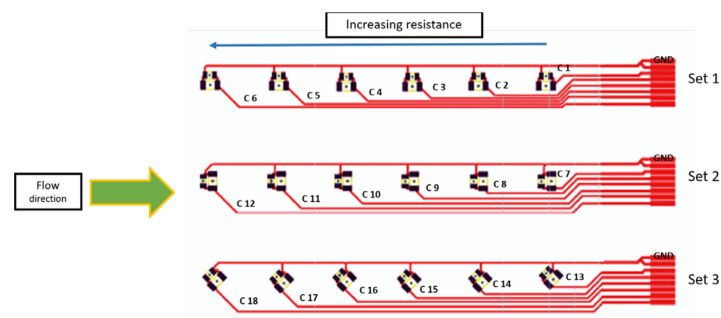 Increasing resistance
GND
C 1
Set 1
C 6
C 5
C 4
C 3
C 2
Flow
direction
GND
Set 2
C 7
C 12
C 11
C 10
C 9
C 8
GND
Set 3
C 13
C 18
C 17
C 16
C 15
C 14